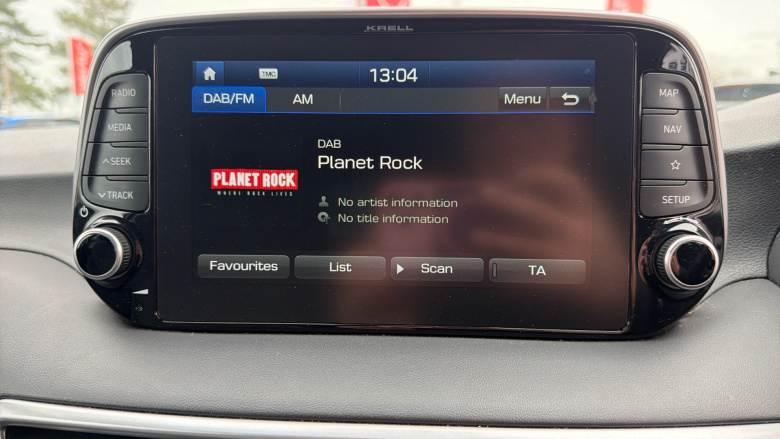 KRELL
TMC
13:04
DAB/FM
AM
Menu
RADIO
MEDIA
SEEK
TRACK
MAP
NAV
SETUP
DAB
Planet Rock
PLANET ROCK
WHERE ROCK LIVES
No artist information
No title information
Favourites
List
Scan
TA